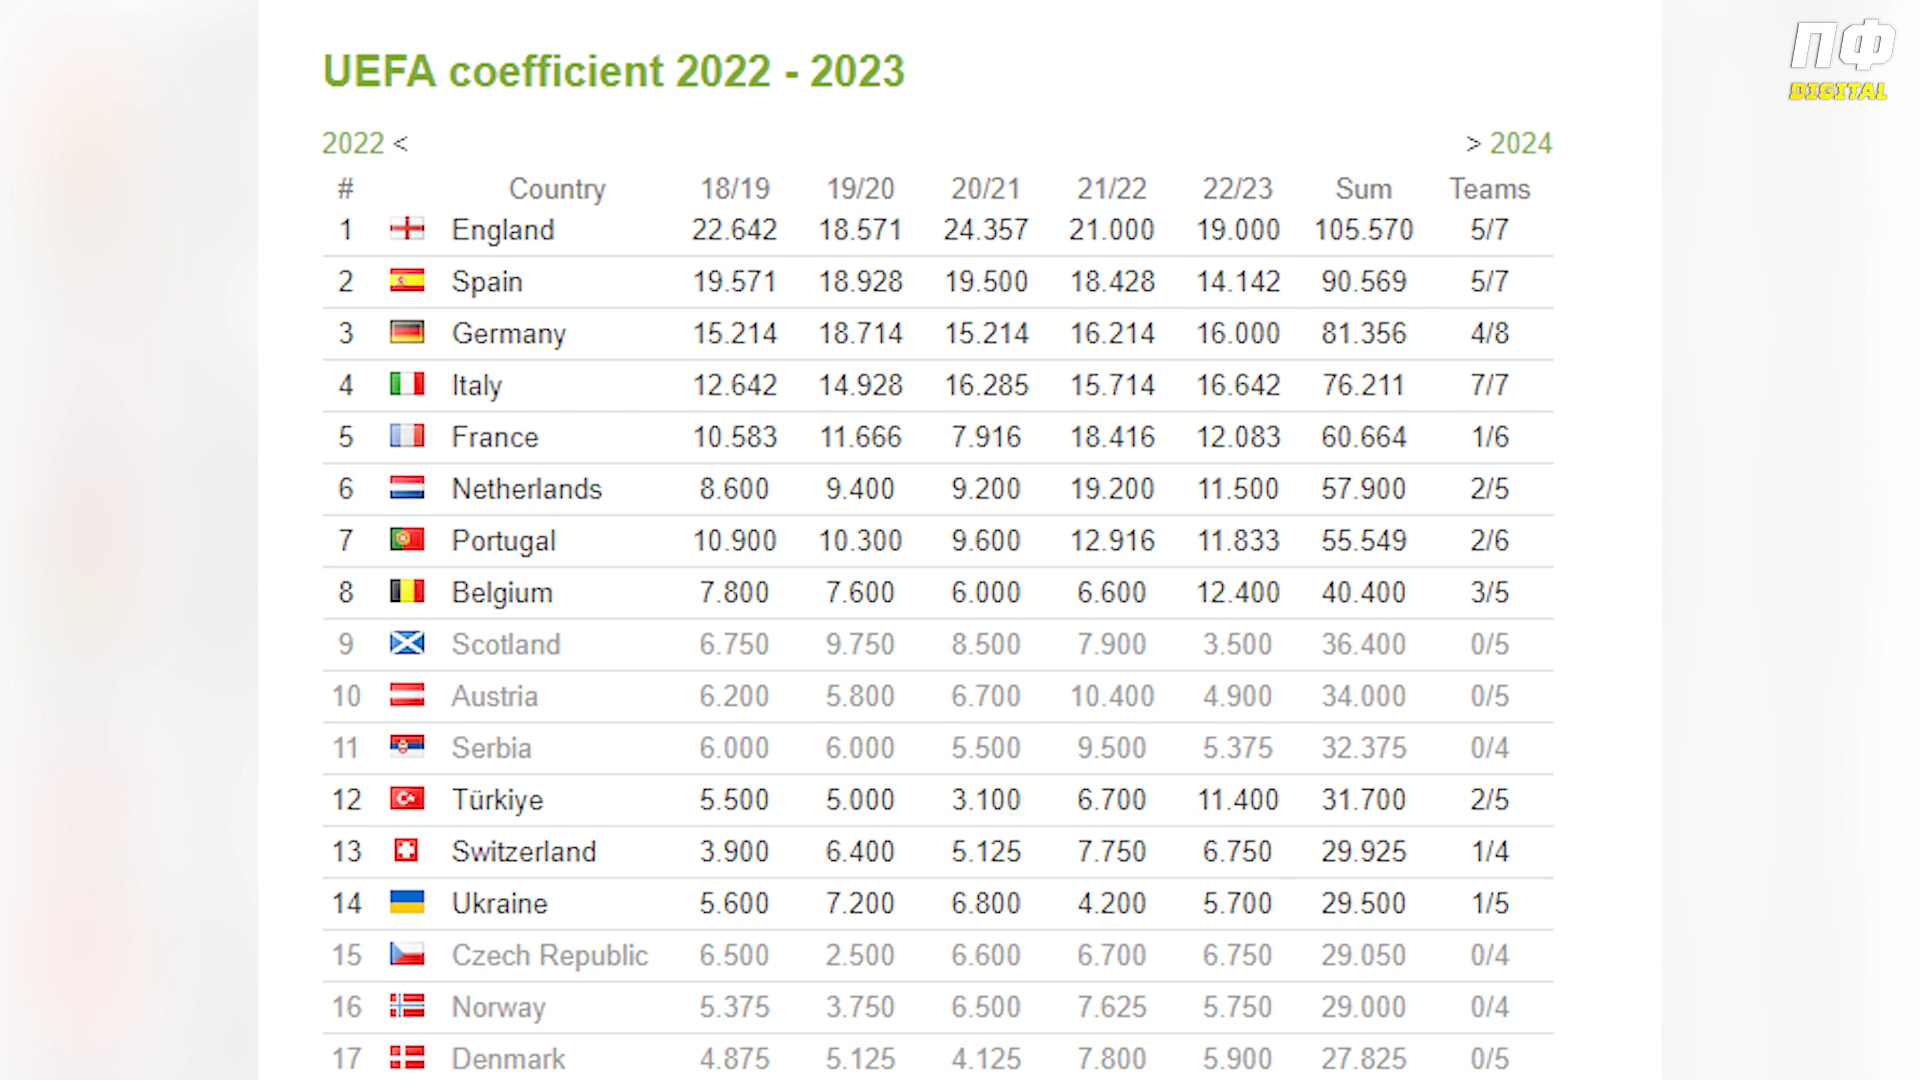 ПФ
DIGITAL
UEFA coefficient 2022 - 2023
2022 < > 2024
# Country 18/19 19/20 20/21 21/22 22/23 Sum Teams
1 England 22.642 18.571 24.357 21.000 19.000 105.570 5/7
2 Spain 19.571 18.928 19.500 18.428 14.142 90.569 5/7
3 Germany 15.214 18.714 15.214 16.214 16.000 81.356 4/8
4 Italy 12.642 14.928 16.285 15.714 16.642 76.211 7/7
5 France 10.583 11.666 7.916 18.416 12.083 60.664 1/6
6 Netherlands 8.600 9.400 9.200 19.200 11.500 57.900 2/5
7 Portugal 10.900 10.300 9.600 12.916 11.833 55.549 2/6
8 Belgium 7.800 7.600 6.000 6.600 12.400 40.400 3/5
9 Scotland 6.750 9.750 8.500 7.900 3.500 36.400 0/5
10 Austria 6.200 5.800 6.700 10.400 4.900 34.000 0/5
11 Serbia 6.000 6.000 5.500 9.500 5.375 32.375 0/4
12 Türkiye 5.500 5.000 3.100 6.700 11.400 31.700 2/5
13 Switzerland 3.900 6.400 5.125 7.750 6.750 29.925 1/4
14 Ukraine 5.600 7.200 6.800 4.200 5.700 29.500 1/5
15 Czech Republic 6.500 2.500 6.600 6.700 6.750 29.050 0/4
16 Norway 5.375 3.750 6.500 7.625 5.750 29.000 0/4
17 Denmark 4.875 5.125 4.125 7.800 5.900 27.825 0/5